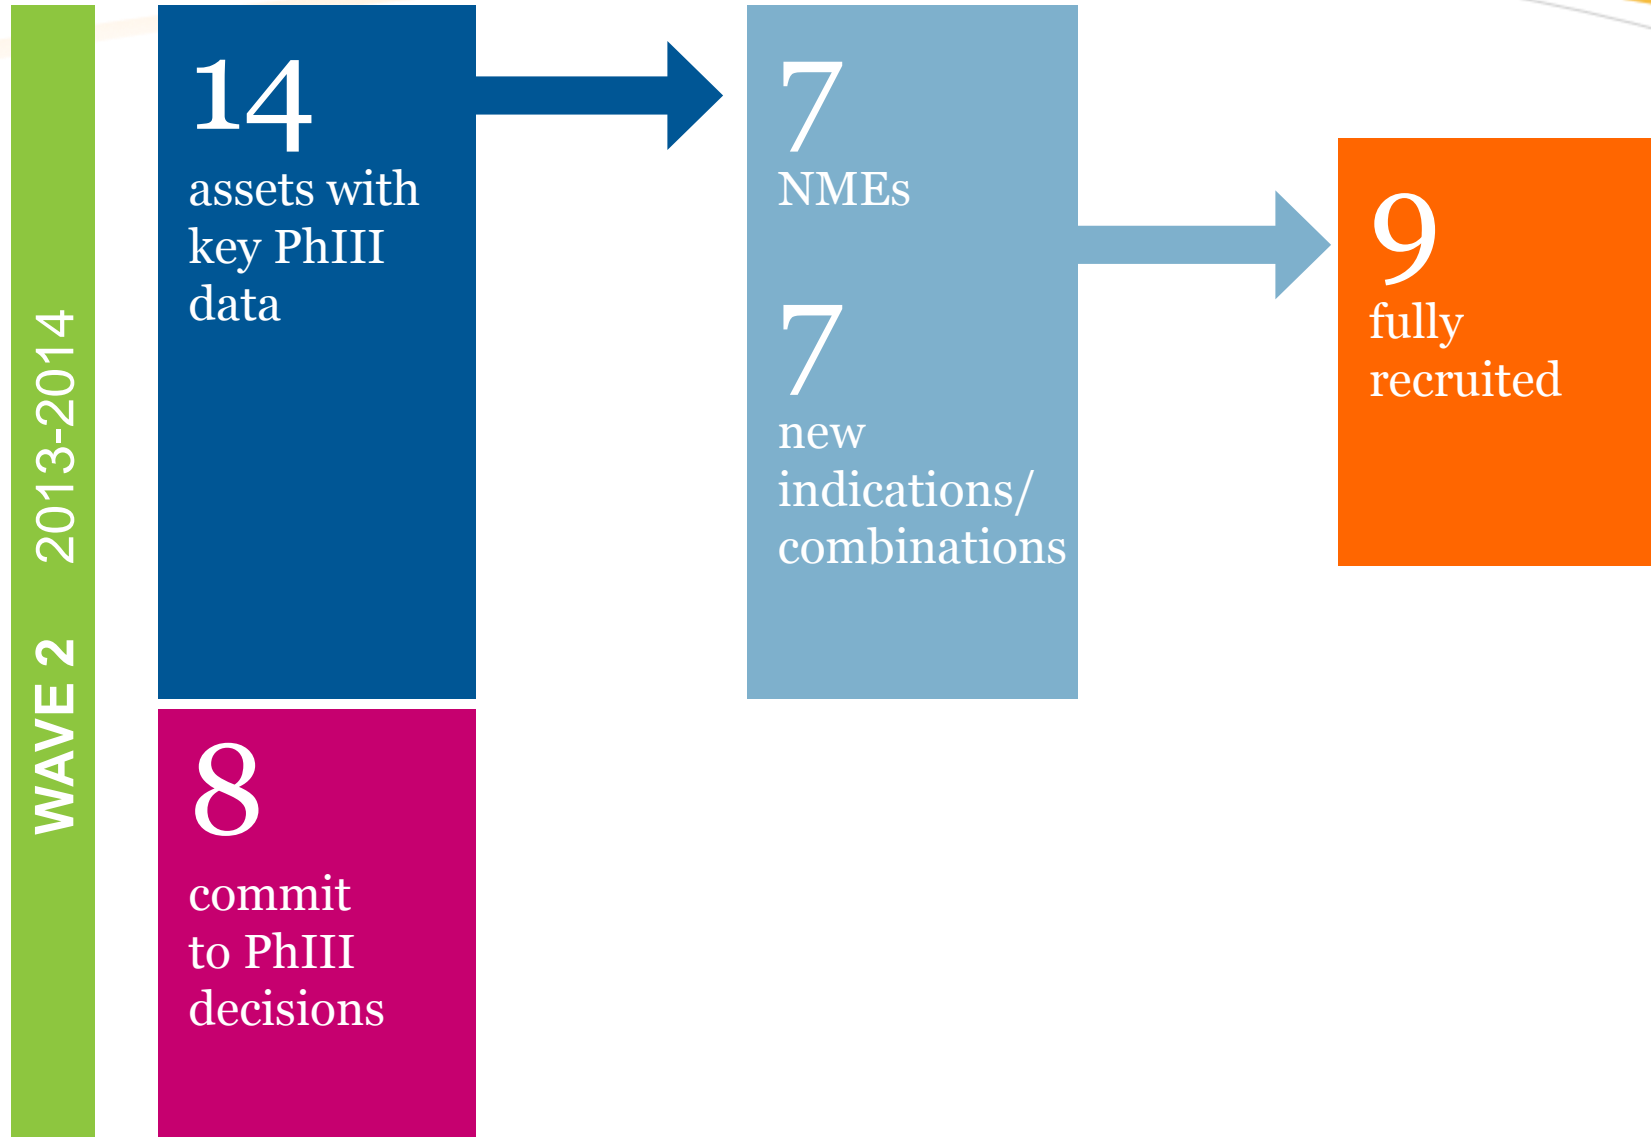 WAVE 2 2013-2014
14
assets with
key PhIII
data
7
NMEs
7
new
indications/
combinations
9
fully
recruited
8
commit
to PhIII
decisions